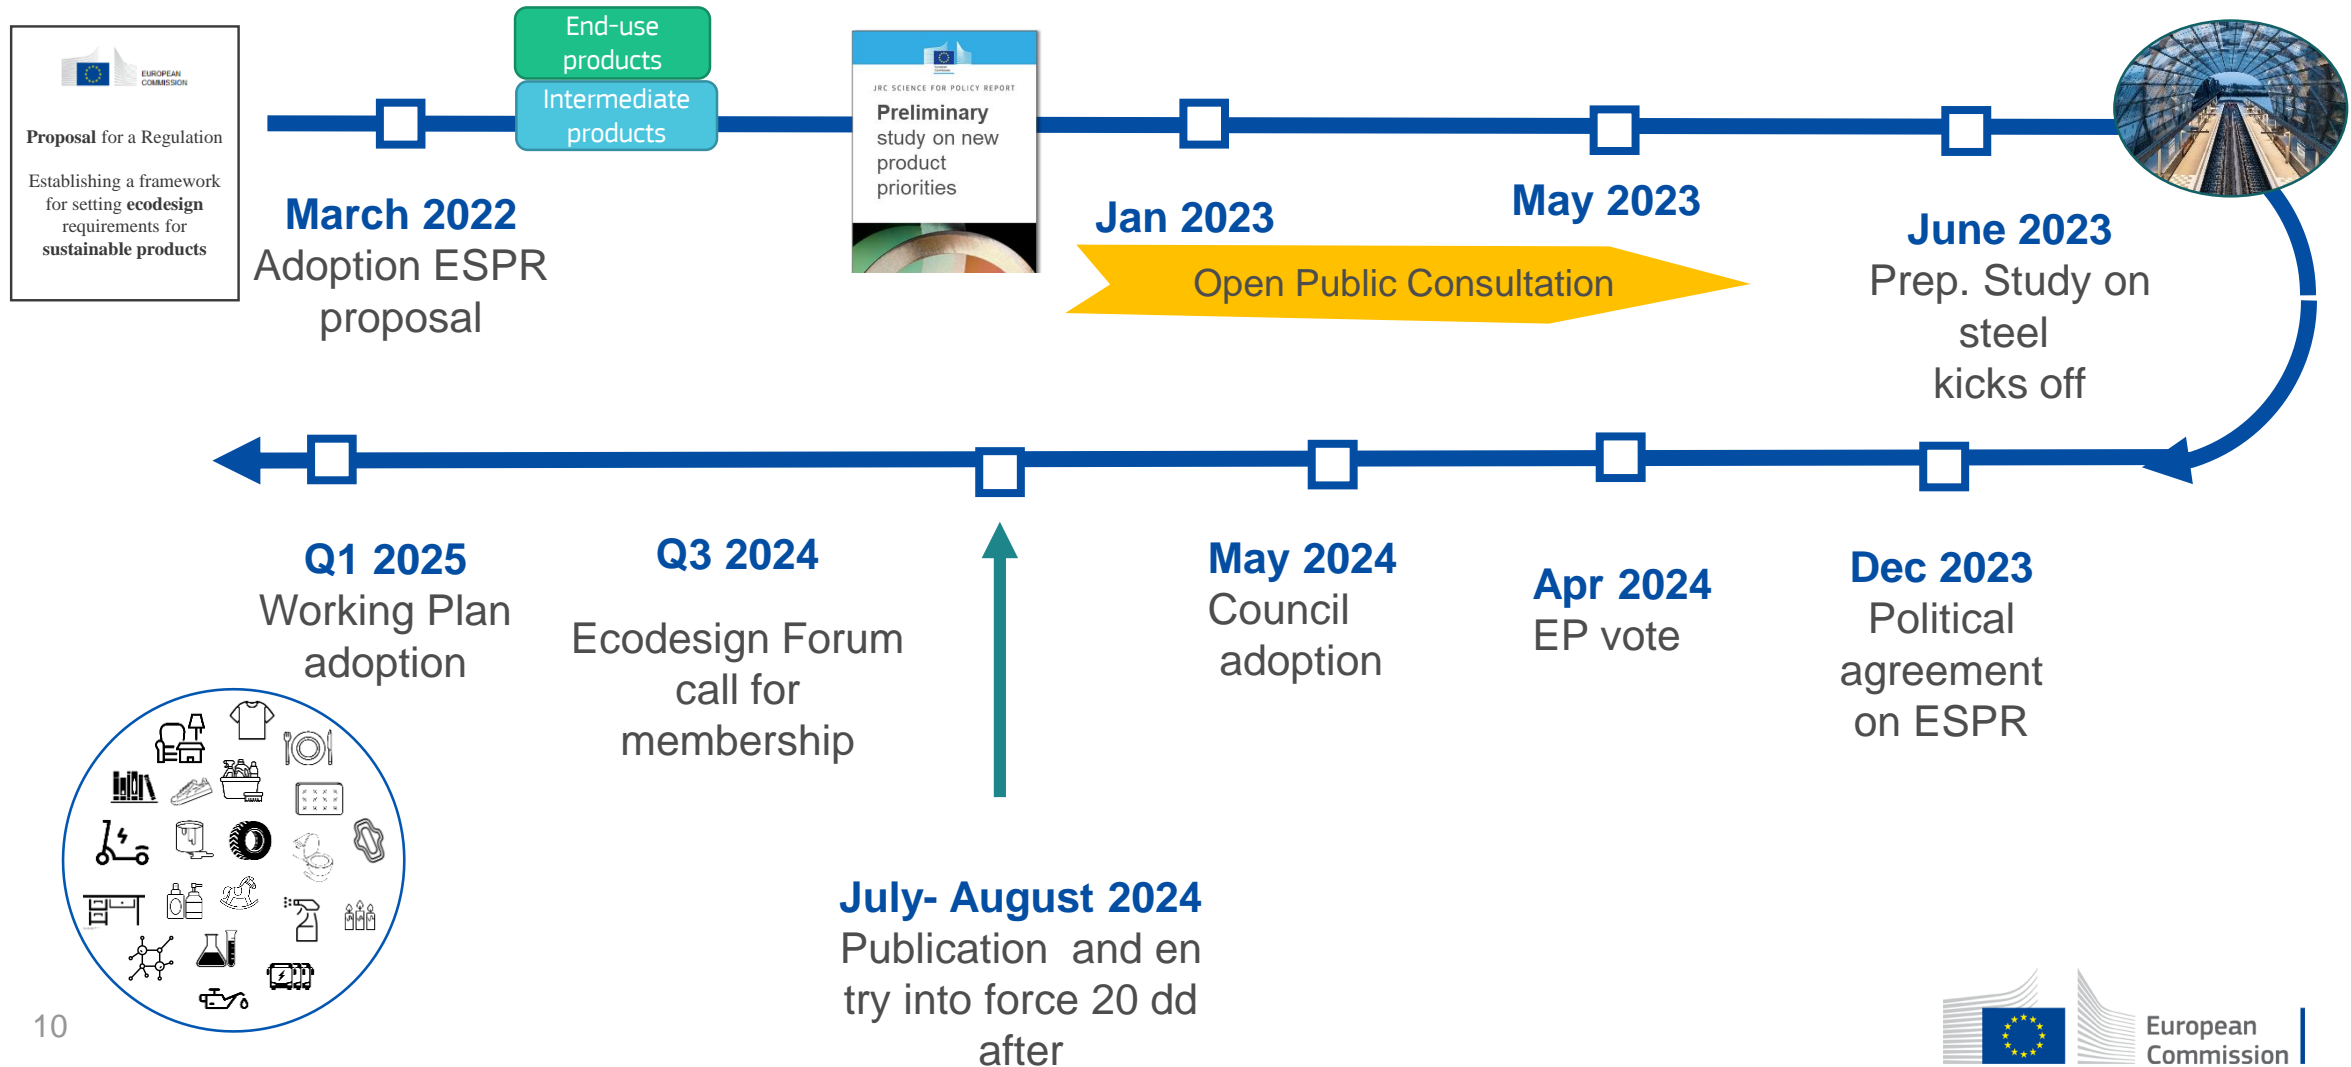 EUROPEAN
COMMISSION
Proposal for a Regulation
Establishing a framework
for setting ecodesign
requirements for
sustainable products
March 2022
Adoption ESPR
proposal
End-use
products
Intermediate
products
JRC SCIENCE FOR POLICY REPORT
Preliminary
study on new
product
priorities
Jan 2023
May 2023
Open Public Consultation
June 2023
Prep. Study on
steel
kicks off
Q1 2025
Working Plan
adoption
Q3 2024
Ecodesign Forum
call for
membership
July- August 2024
Publication and en
try into force 20 dd
after
May 2024
Council
adoption
Apr 2024
EP vote
Dec 2023
Political
agreement
on ESPR
10
European
Commission